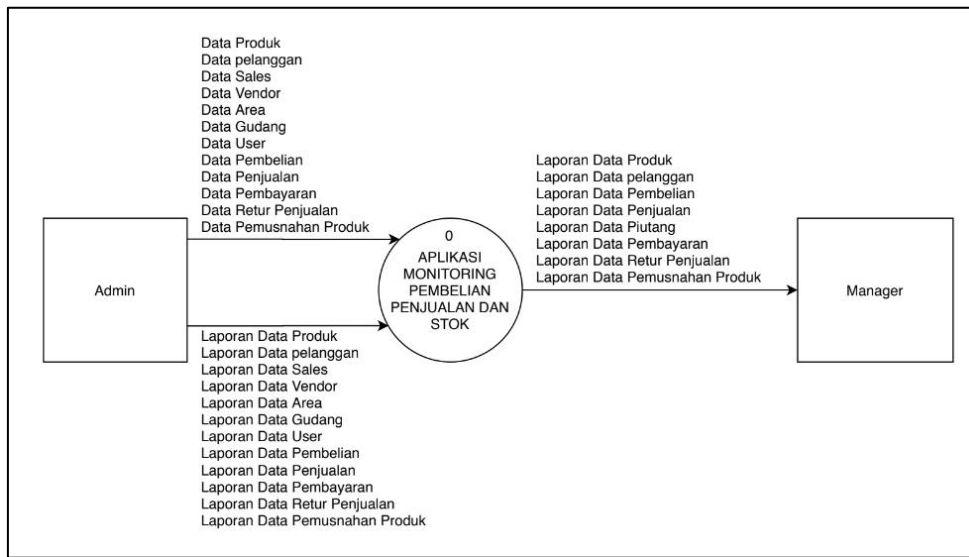 Data Produk
Data pelanggan
Data Sales
Data Vendor
Data Area
Data Gudang
Data User
Data Pembelian
Data Penjualan
Data Pembayaran
Data Retur Penjualan
Data Pemusnahan Produk
Admin
0
APLIKASI
MONITORING
PEMBELIAN
PENJUALAN DAN
STOK
Laporan Data Produk
Laporan Data pelanggan
Laporan Data Pembelian
Laporan Data Penjualan
Laporan Data Piutang
Laporan Data Pembayaran
Laporan Data Retur Penjualan
Laporan Data Pemusnahan Produk
Manager
Laporan Data Produk
Laporan Data pelanggan
Laporan Data Sales
Laporan Data Vendor
Laporan Data Area
Laporan Data Gudang
Laporan Data User
Laporan Data Pembelian
Laporan Data Penjualan
Laporan Data Pembayaran
Laporan Data Retur Penjualan
Laporan Data Pemusnahan Produk